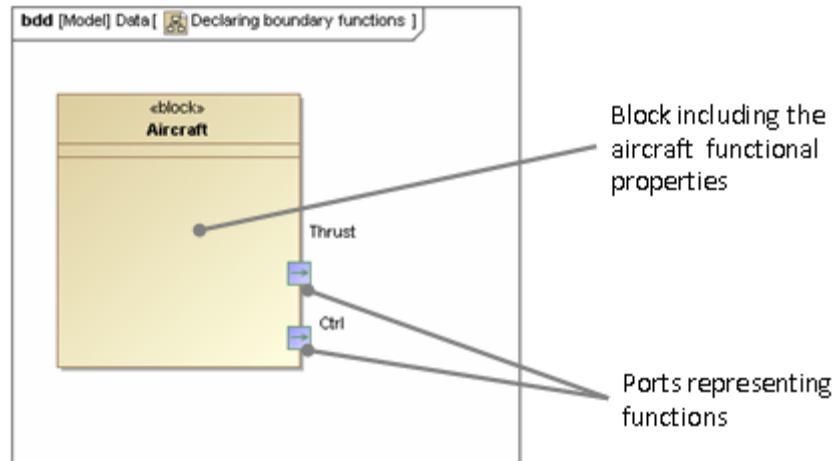 bdd [Model] Data [ Declaring boundary functions ]
«block»
Aircraft
Thrust
Ctrl
Block including the
aircraft functional
properties
Ports representing
functions